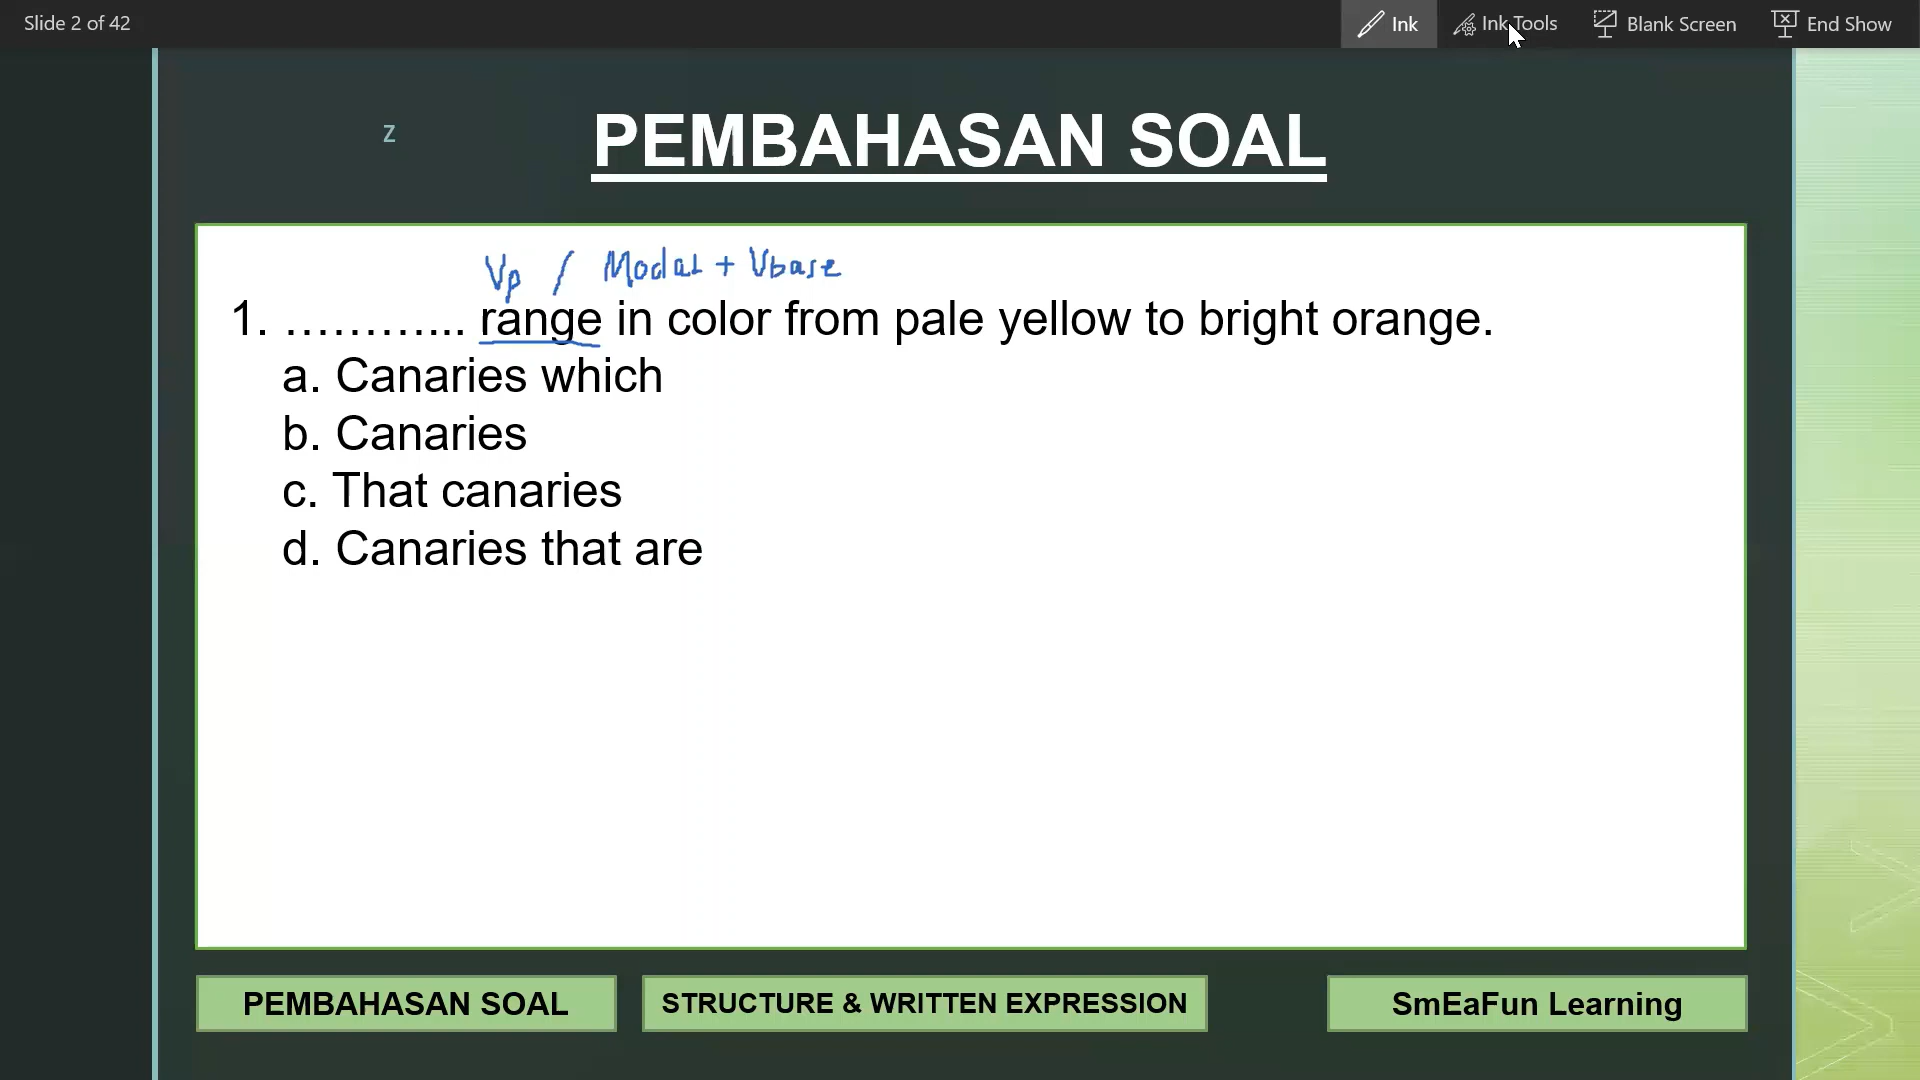 Slide 2 of 42
Ink
Ink Tools
Blank Screen
End Show
z
PEMBAHASAN SOAL
Vp / Modal + Vbase
1. ………... range in color from pale yellow to bright orange.
a. Canaries which
b. Canaries
c. That canaries
d. Canaries that are
PEMBAHASAN SOAL
STRUCTURE & WRITTEN EXPRESSION
SmEaFun Learning